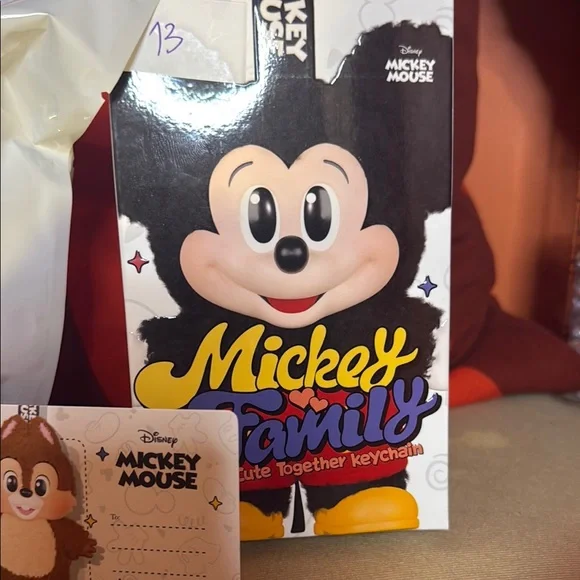 13
KEY
USE
Disney
MICKEY
MOUSE
Mickey
Family
Cute Together Keychain
Disney
MICKEY
MOUSE
To: